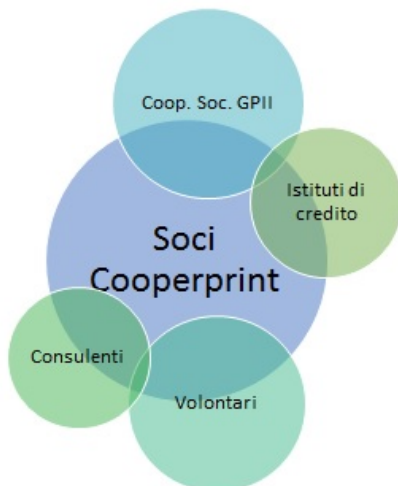 Coop. Soc. GPII
Istituti di
credito
Soci
Cooperprint
Consulenti
Volontari